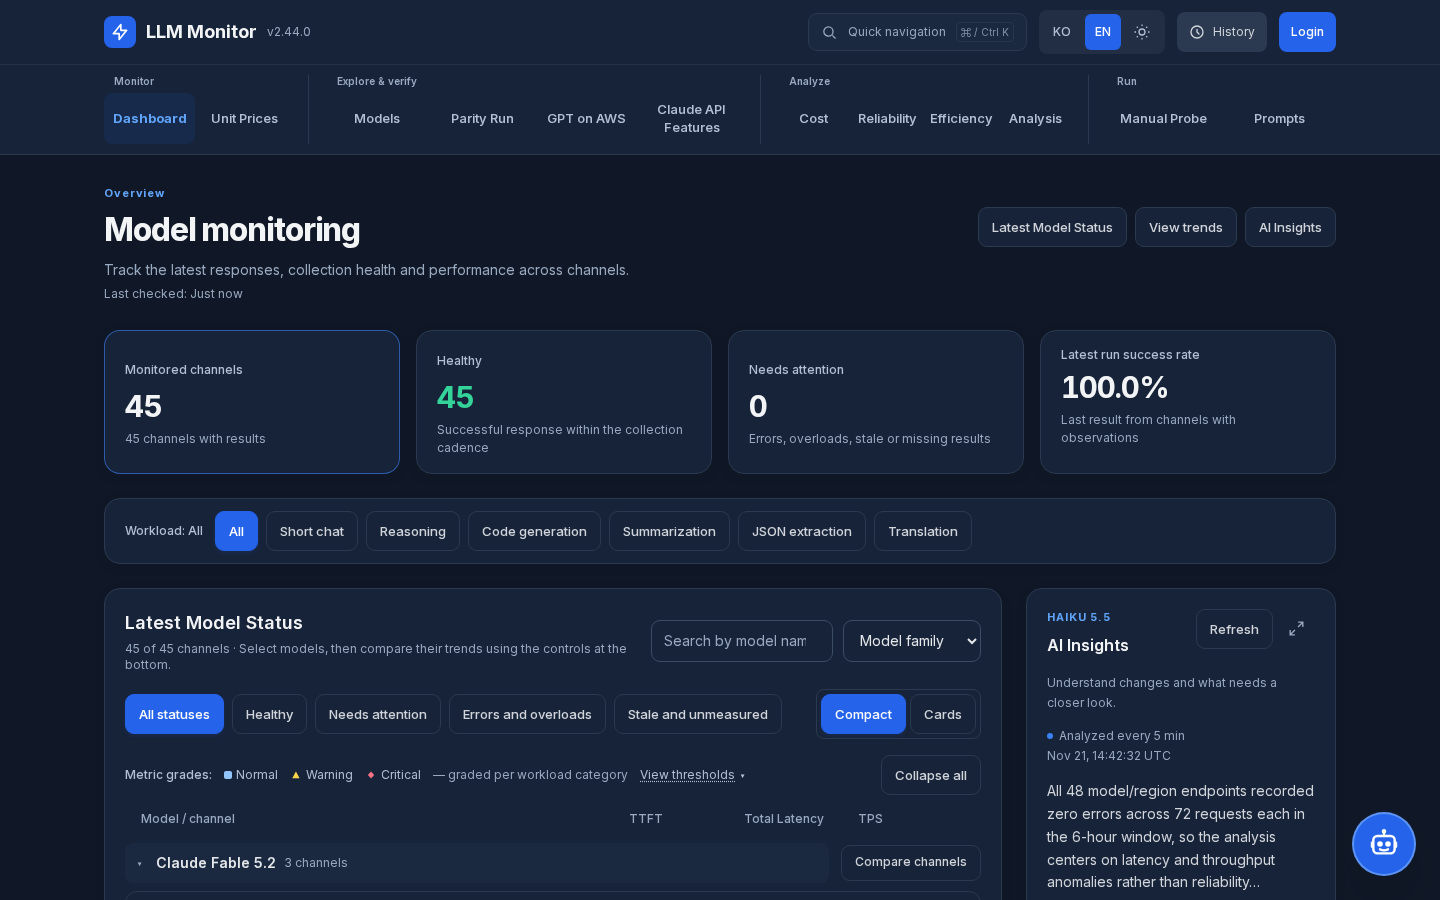 LLM Monitor v2.44.0
Quick navigation ⌘ / Ctrl K
KO EN
History
Login
Monitor
Dashboard Unit Prices
Explore & verify
Models Parity Run GPT on AWS Claude API
Features
Analyze
Cost Reliability Efficiency Analysis
Run
Manual Probe Prompts
Overview
Model monitoring
Track the latest responses, collection health and performance across channels.
Last checked: Just now
Latest Model Status View trends AI Insights
Monitored channels
45
45 channels with results
Healthy
45
Successful response within the collection
cadence
Needs attention
0
Errors, overloads, stale or missing results
Latest run success rate
100.0%
Last result from channels with
observations
Workload: All All Short chat Reasoning Code generation Summarization JSON extraction Translation
Latest Model Status
45 of 45 channels · Select models, then compare their trends using the controls at the
bottom.
Search by model nam
Model family
All statuses Healthy Needs attention Errors and overloads Stale and unmeasured
Compact Cards
Metric grades: Normal Warning Critical — graded per workload category View thresholds
Collapse all
Model / channel TTFT Total Latency TPS
Claude Fable 5.2 3 channels
Compare channels
HAIKU 5.5
AI Insights
Refresh
Understand changes and what needs a
closer look.
Analyzed every 5 min
Nov 21, 14:42:32 UTC
All 48 model/region endpoints recorded
zero errors across 72 requests each in
the 6-hour window, so the analysis
centers on latency and throughput
anomalies rather than reliability…